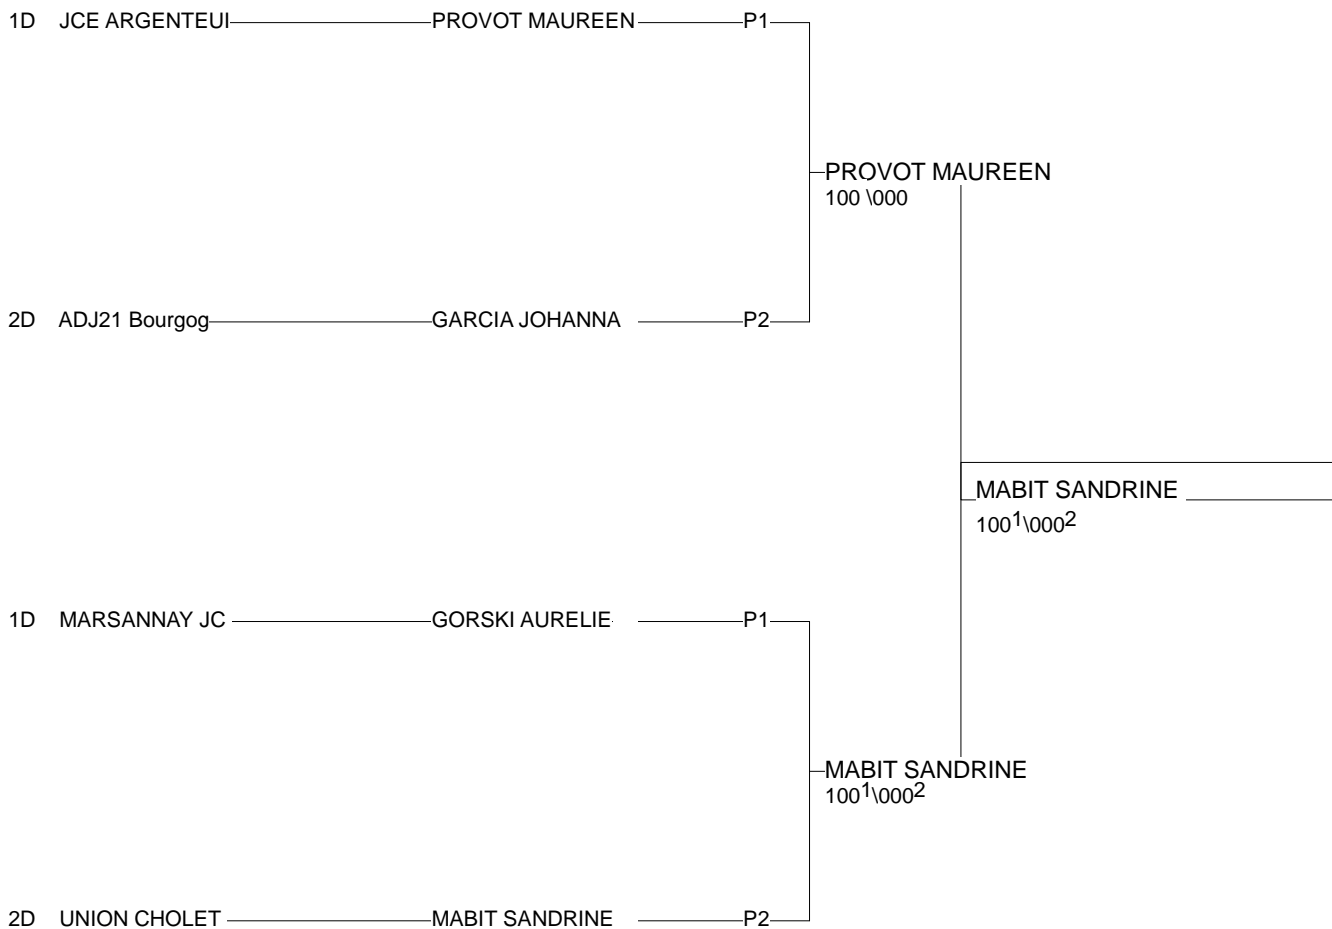 1D JCE ARGENTEUI PROVOT MAUREEN P1
PROVOT MAUREEN
100 \000
2D ADJ21 Bourgog GARCIA JOHANNA P2
MABIT SANDRINE
100¹\000²
1D MARSANNAY JC GORSKI AURELIE P1
MABIT SANDRINE
100¹\000²
2D UNION CHOLET MABIT SANDRINE P2